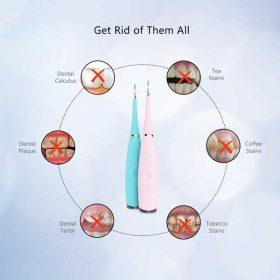 Get Rid of Them All
Dental
Calculus
Tea
Stains
Dental
Plaque
Coffee
Stains
Dental
Tartar
Tobacco
Stains